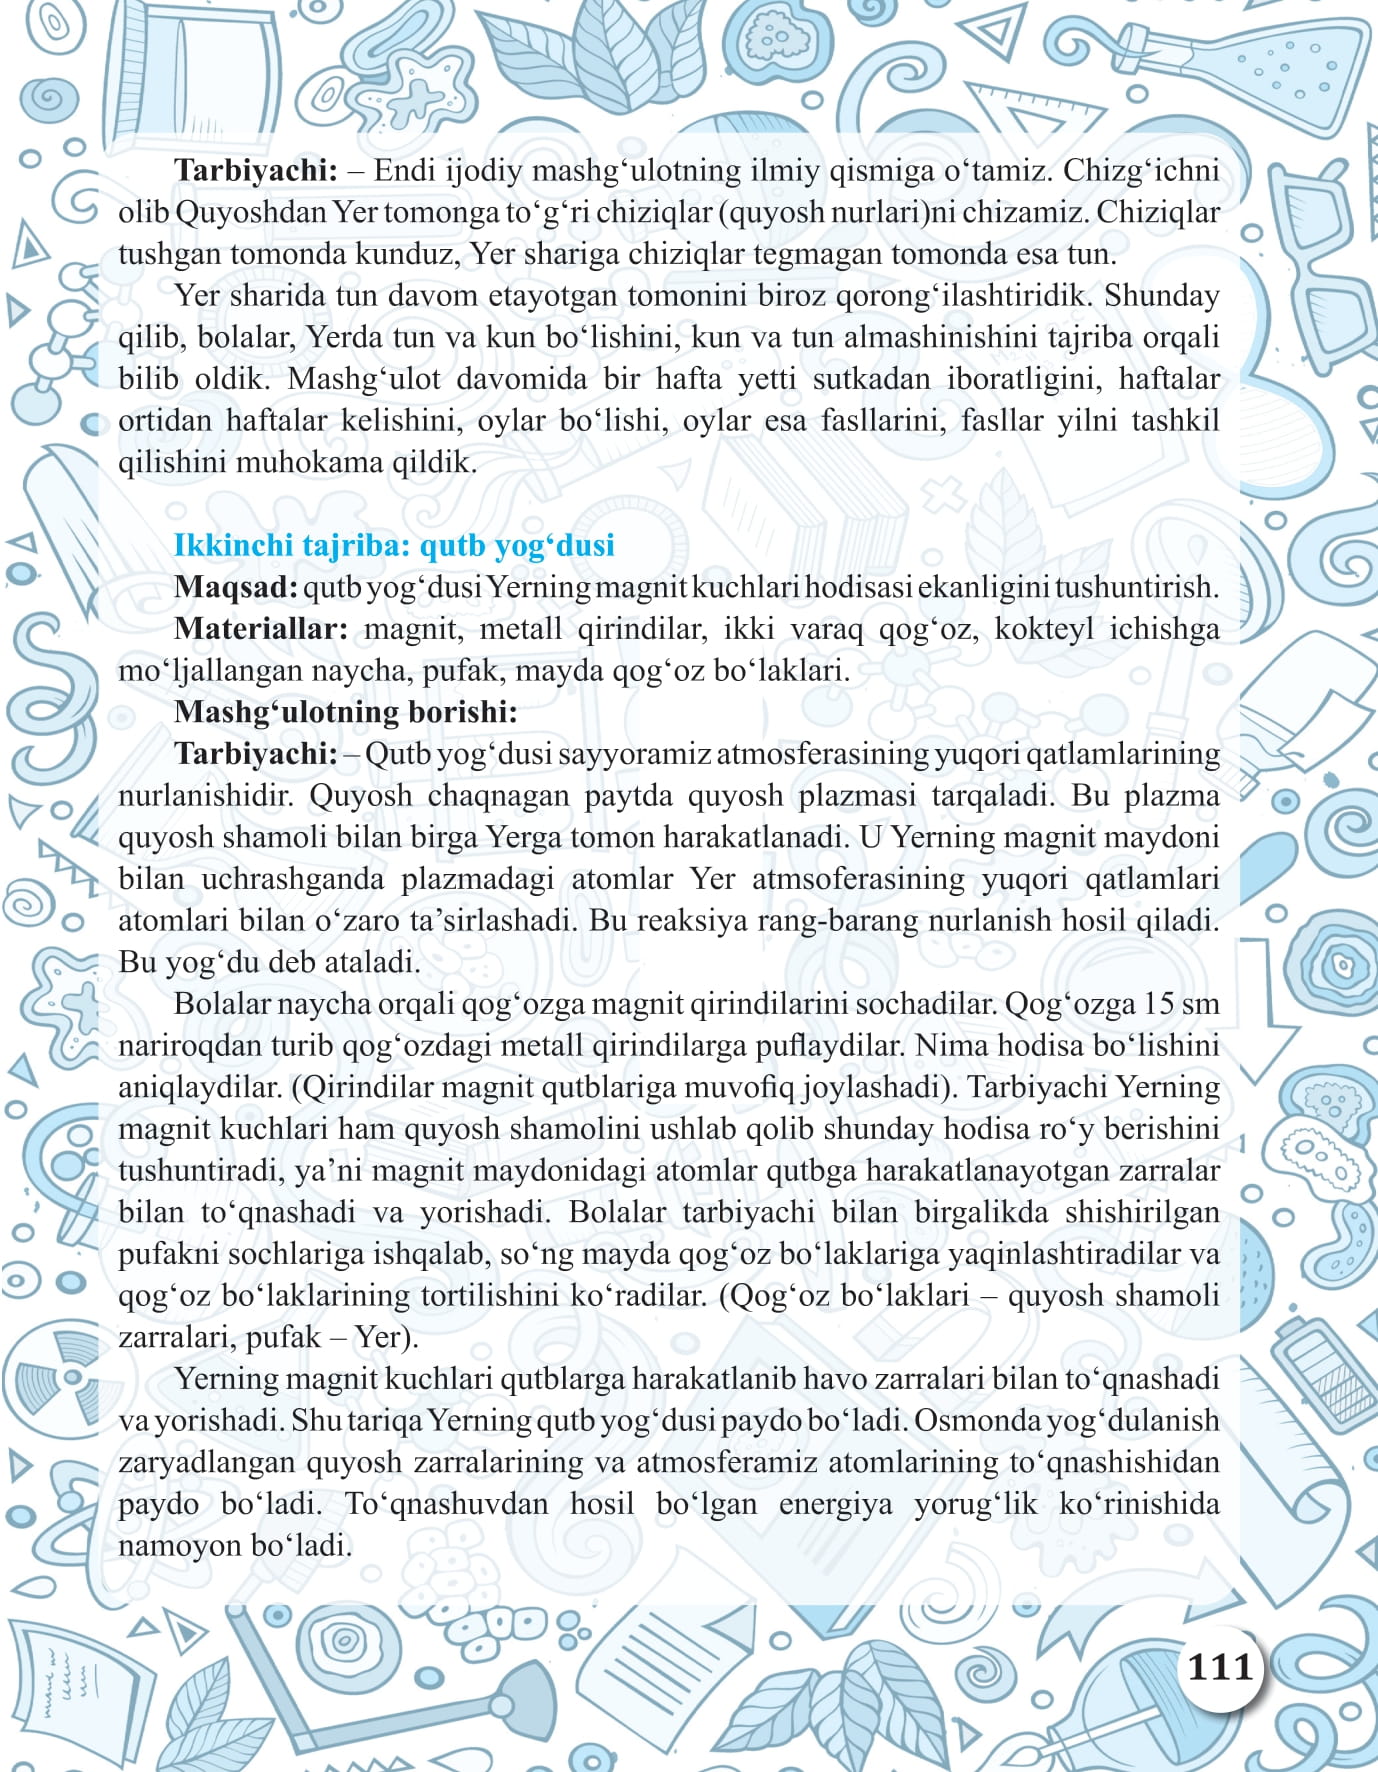 Tarbiyachi: – Endi ijodiy mashg‘ulotning ilmiy qismiga o‘tamiz. Chizg‘ichni
olib Quyoshdan Yer tomonga to‘g‘ri chiziqlar (quyosh nurlari)ni chizamiz. Chiziqlar
tushgan tomonda kunduz, Yer shariga chiziqlar tegmagan tomonda esa tun.
Yer sharida tun davom etayotgan tomonini biroz qorong‘ilashtiridik. Shunday
qilib, bolalar, Yerda tun va kun bo‘lishini, kun va tun almashinishini tajriba orqali
bilib oldik. Mashg‘ulot davomida bir hafta yetti sutkadan iboratligini, haftalar
ortidan haftalar kelishini, oylar bo‘lishi, oylar esa fasllarini, fasllar yilni tashkil
qilishini muhokama qildik.
Ikkinchi tajriba: qutb yog‘dusi
Maqsad: qutb yog‘dusi Yerning magnit kuchlari hodisasi ekanligini tushuntirish.
Materiallar: magnit, metall qirindilar, ikki varaq qog‘oz, kokteyl ichishga
mo‘ljallangan naycha, pufak, mayda qog‘oz bo‘laklari.
Mashg‘ulotning borishi:
Tarbiyachi: – Qutb yog‘dusi sayyoramiz atmosferasining yuqori qatlamlarining
nurlanishidir. Quyosh chaqnagan paytda quyosh plazmasi tarqaladi. Bu plazma
quyosh shamoli bilan birga Yerga tomon harakatlanadi. U Yerning magnit maydoni
bilan uchrashganda plazmadagi atomlar Yer atmsoferasining yuqori qatlamlari
atomlari bilan o‘zaro ta’sirlashadi. Bu reaksiya rang-barang nurlanish hosil qiladi.
Bu yog‘du deb ataladi.
Bolalar naycha orqali qog‘ozga magnit qirindilarini sochadilar. Qog‘ozga 15 sm
nariroqdan turib qog‘ozdagi metall qirindilarga puflaydilar. Nima hodisa bo‘lishini
aniqlaydilar. (Qirindilar magnit qutblariga muvofiq joylashadi). Tarbiyachi Yerning
magnit kuchlari ham quyosh shamolini ushlab qolib shunday hodisa ro‘y berishini
tushuntiradi, ya’ni magnit maydonidagi atomlar qutbga harakatlanayotgan zarralar
bilan to‘qnashadi va yorishadi. Bolalar tarbiyachi bilan birgalikda shishirilgan
pufakni sochlariga ishqalab, so‘ng mayda qog‘oz bo‘laklariga yaqinlashtiradilar va
qog‘oz bo‘laklarining tortilishini ko‘radilar. (Qog‘oz bo‘laklari – quyosh shamoli
zarralari, pufak – Yer).
Yerning magnit kuchlari qutblarga harakatlanib havo zarralari bilan to‘qnashadi
va yorishadi. Shu tariqa Yerning qutb yog‘dusi paydo bo‘ladi. Osmonda yog‘dulanish
zaryadlangan quyosh zarralarining va atmosferamiz atomlarining to‘qnashishidan
paydo bo‘ladi. To‘qnashuvdan hosil bo‘lgan energiya yorug‘lik ko‘rinishida
namoyon bo‘ladi.
111